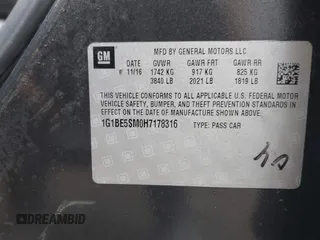 GM
MFD BY GENERAL MOTORS LLC.
DATE GVWR GAWR FRT GAWR RR
11/16 1742 KG 917 KG 825 KG
3840 LB 2021 LB 1819 LB
THIS VEHICLE CONFORMS TO ALL APPLICABLE U.S. FEDERAL MOTOR
VEHICLE SAFETY, BUMPER, AND THEFT PREVENTION STANDARDS
IN EFFECT ON THE DATE OF MANUFACTURE SHOWN ABOVE.
1G1BE5SM0H7178316 TYPE: PASS CAR
DREAMBID